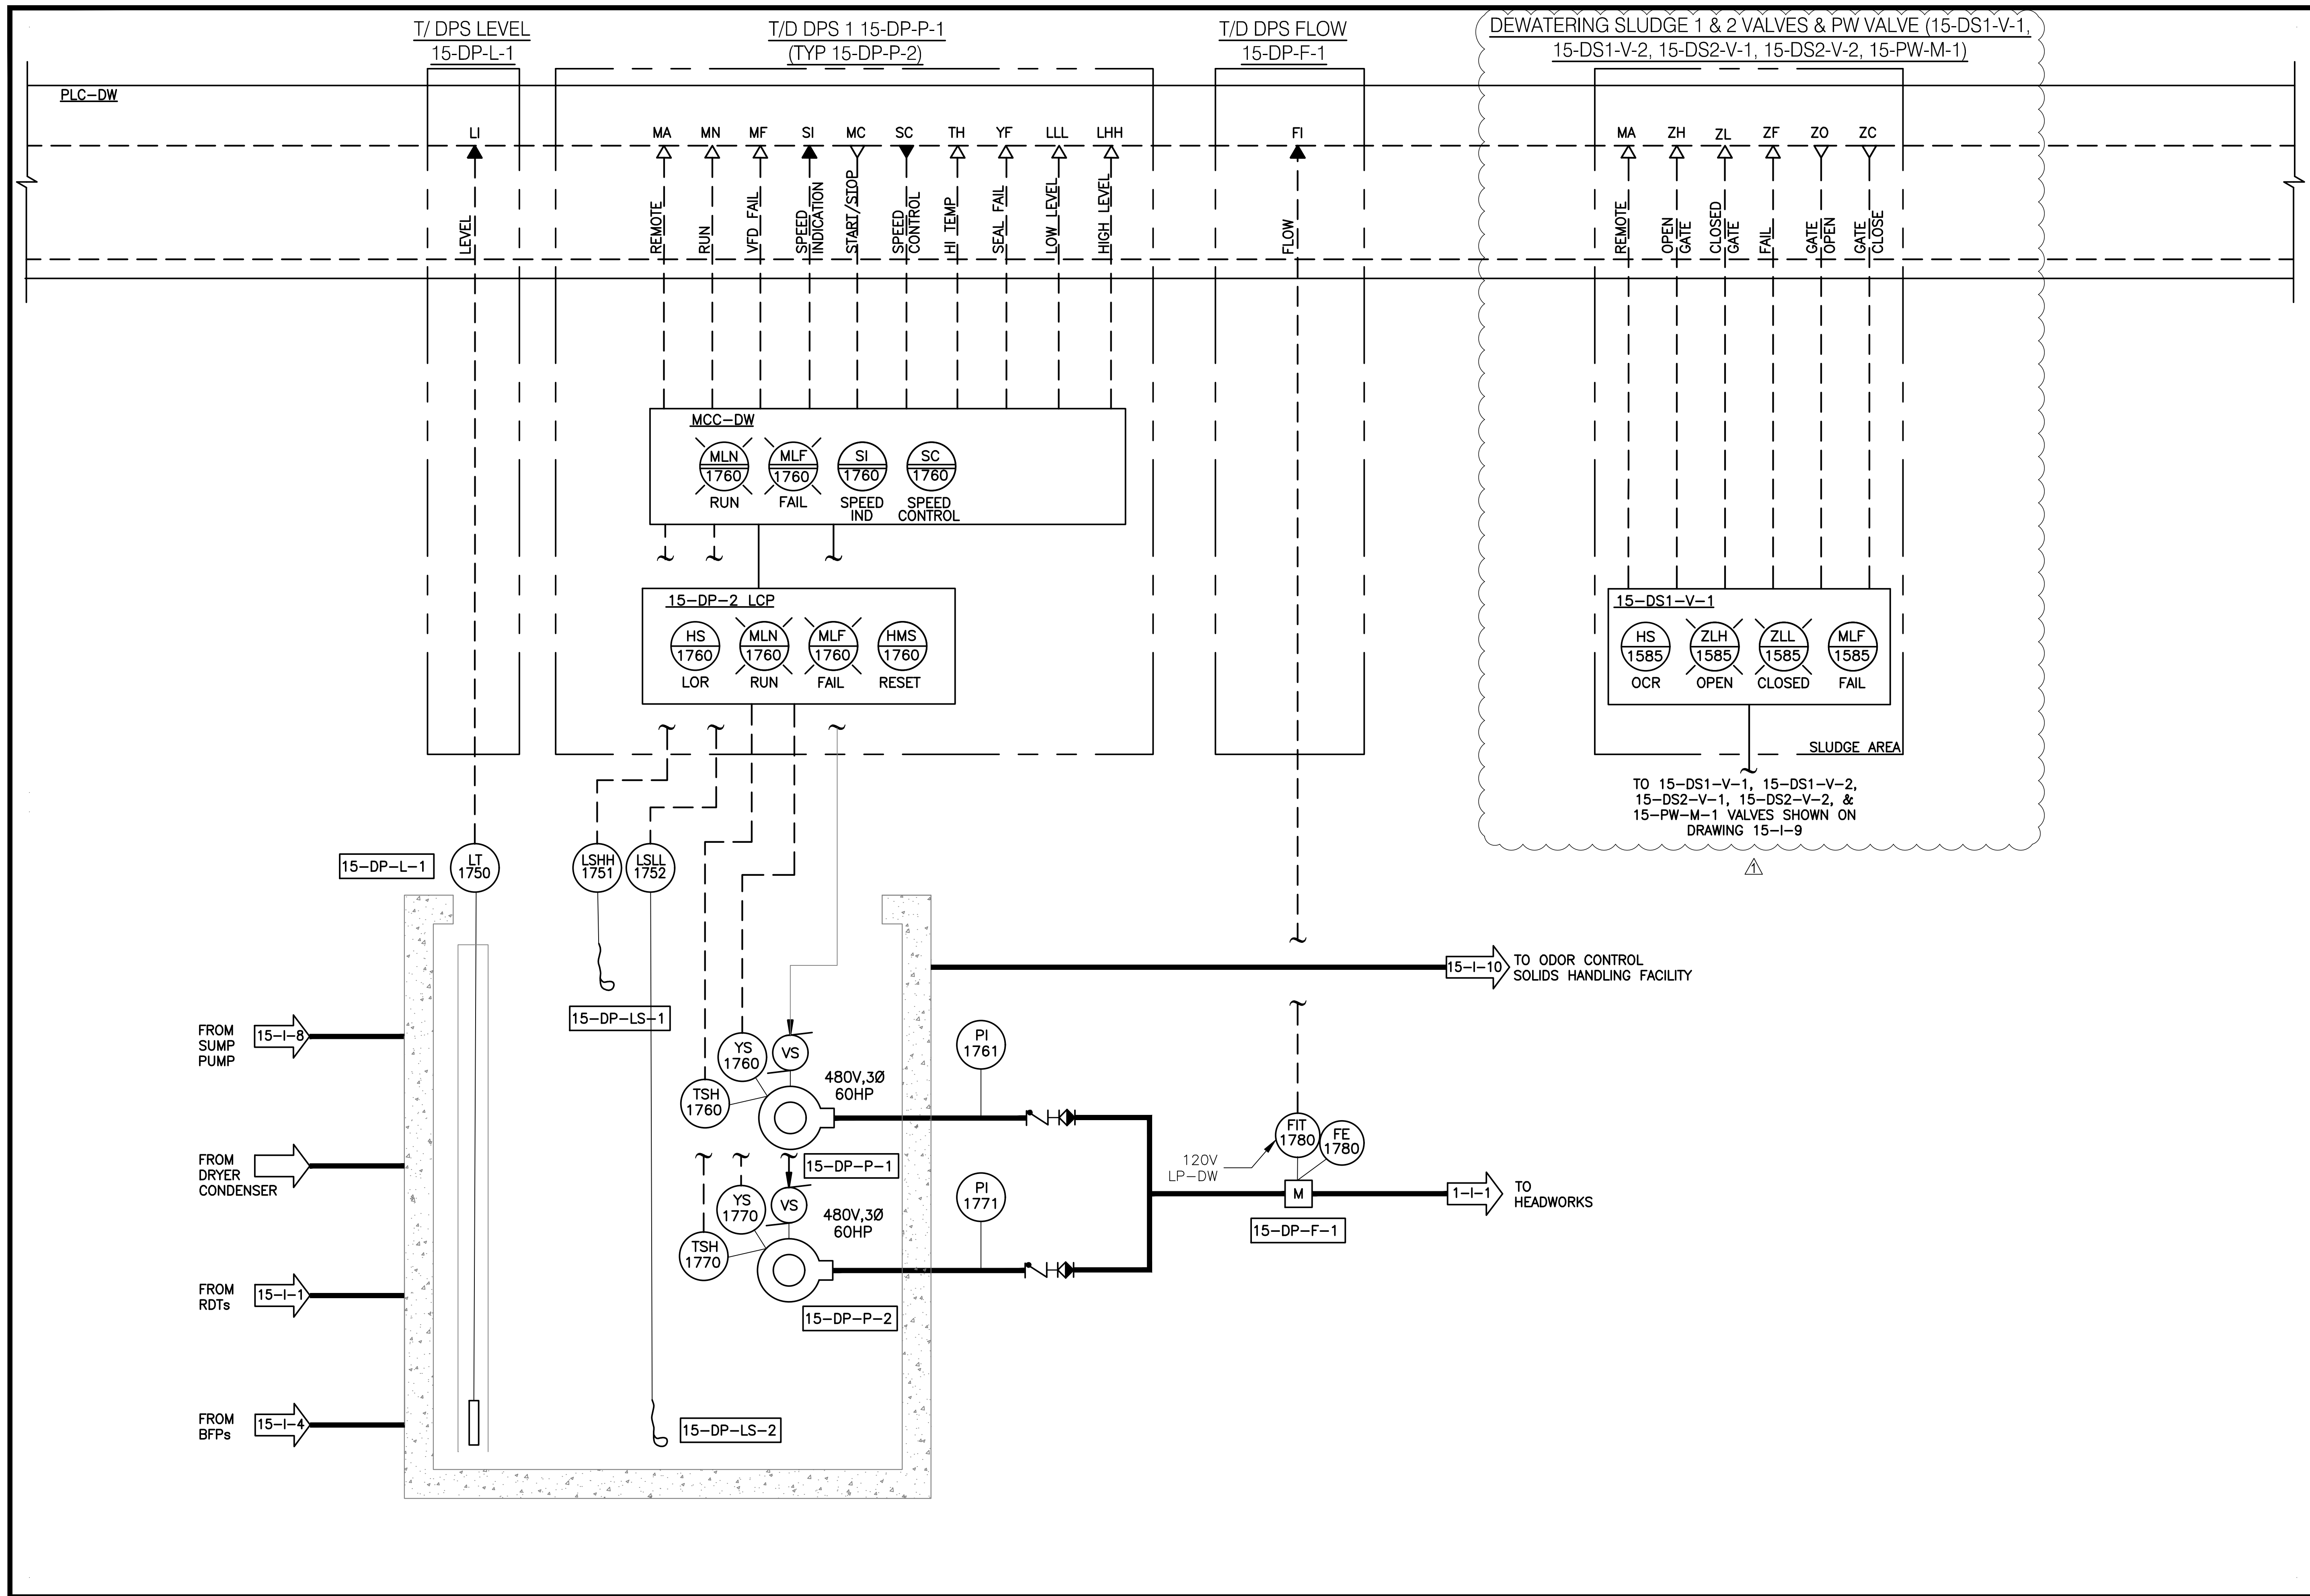 T/ DPS LEVEL
15-DP-L-1
T/D DPS 1 15-DP-P-1
(TYP 15-DP-P-2)
T/D DPS FLOW
15-DP-F-1
DEWATERING SLUDGE 1 & 2 VALVES & PW VALVE (15-DS1-V-1,
15-DS1-V-2, 15-DS2-V-1, 15-DS2-V-2, 15-PW-M-1)
PLC-DW
LI
MA
MN
MF
SI
MC
SC
TH
YF
LLL
LHH
FI
MA
ZH
ZL
ZF
ZO
ZC
LEVEL
REMOTE
RUN
VFD FAIL
SPEED
INDICATION
START/STOP
SPEED
CONTROL
HI TEMP
SEAL FAIL
LOW LEVEL
HIGH LEVEL
FLOW
REMOTE
OPEN
GATE
CLOSED
GATE
FAIL
GATE
OPEN
GATE
CLOSE
MCC-DW
MLN
1760
RUN
MLF
1760
FAIL
SI
1760
SPEED
IND
SC
1760
SPEED
CONTROL
15-DP-2 LCP
HS
1760
LOR
MLN
1760
RUN
MLF
1760
FAIL
HMS
1760
RESET
15-DS1-V-1
HS
1585
OCR
ZLH
1585
OPEN
ZLL
1585
CLOSED
MLF
1585
FAIL
SLUDGE AREA
TO 15-DS1-V-1, 15-DS1-V-2,
15-DS2-V-1, 15-DS2-V-2, &
15-PW-M-1 VALVES SHOWN ON
DRAWING 15-I-9
1
15-DP-L-1
LT
1750
LSHH
1751
LSLL
1752
15-I-10
TO ODOR CONTROL
SOLIDS HANDLING FACILITY
15-DP-LS-1
FROM
SUMP
PUMP
15-I-8
YS
1760
VS
TSH
1760
480V,3Ø
60HP
PI
1761
15-DP-P-1
FROM
DRYER
CONDENSER
YS
1770
VS
TSH
1770
480V,3Ø
60HP
PI
1771
15-DP-P-2
120V
LP-DW
FIT
1780
FE
1780
M
15-DP-F-1
1-I-1
TO
HEADWORKS
FROM
RDTs
15-I-1
FROM
BFPs
15-I-4
15-DP-LS-2